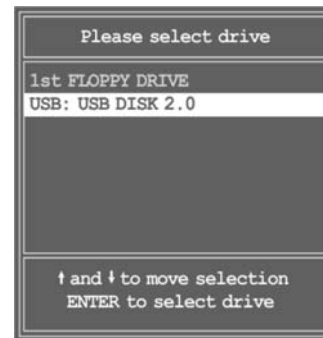 Please select drive
1st FLOPPY DRIVE
USB: USB DISK 2.0
↑ and ↓ to move selection
ENTER to select drive